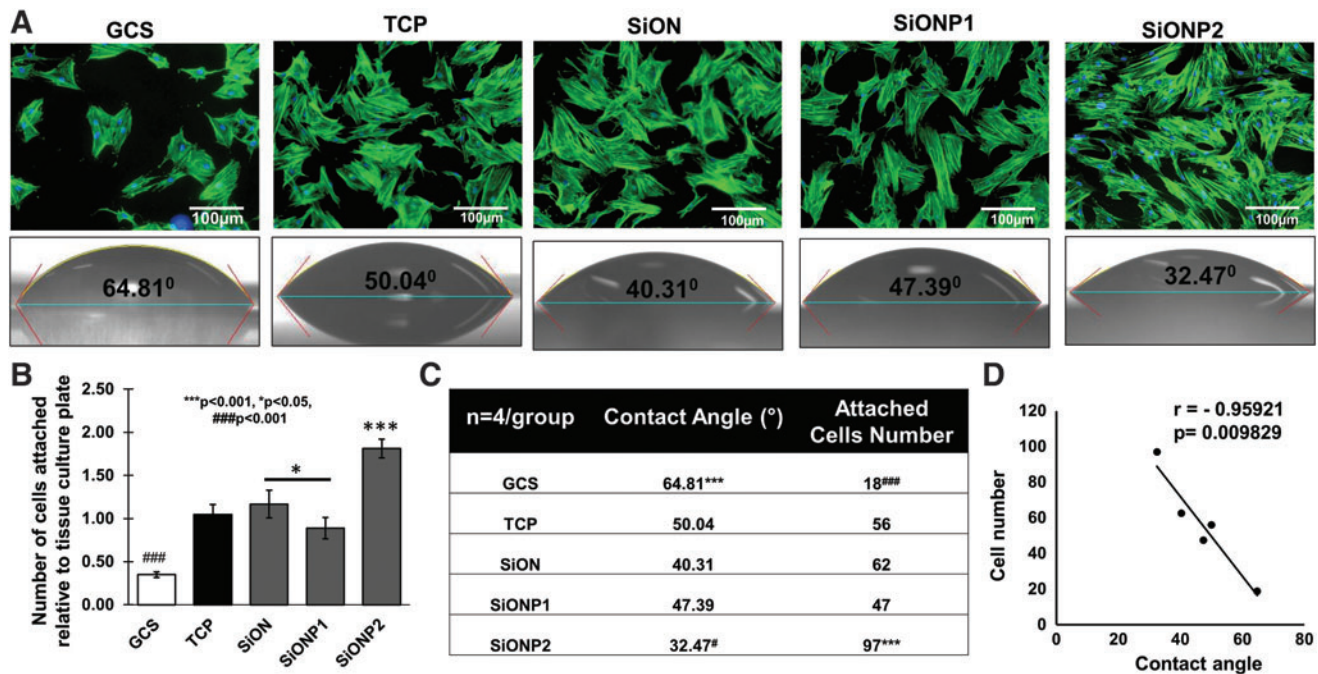 A
GCS
TCP
SiON
SiONP1
SiONP2
100µm
100µm
100µm
100µm
100µm
64.81⁰
50.04⁰
40.31⁰
47.39⁰
32.47⁰
B
Number of cells attached
relative to tissue culture plate
2.50
2.00
1.50
1.00
0.50
0.00
***p<0.001, *p<0.05,
###p<0.001
###
*
***
GCS
TCP
SiON
SiONP1
SiONP2
C
n=4/group Contact Angle (°) Attached
Cells Number
GCS 64.81*** 18###
TCP 50.04 56
SiON 40.31 62
SiONP1 47.39 47
SiONP2 32.47# 97***
D
r = - 0.95921
p= 0.009829
Cell number
120
100
80
60
40
20
0
0 20 40 60 80
Contact angle